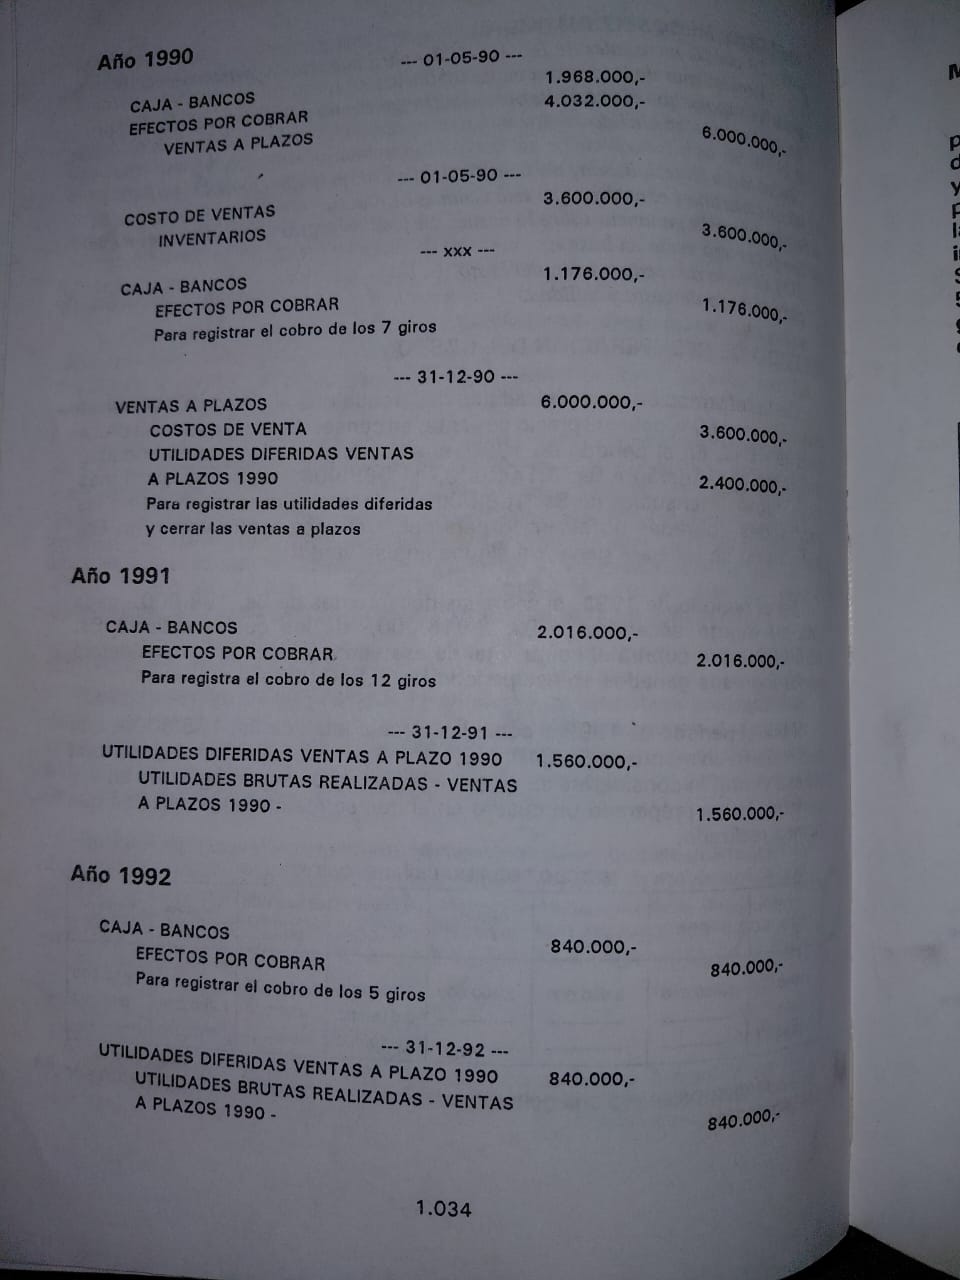 Año 1990
--- 01-05-90 ---
CAJA - BANCOS 1.968.000,-
EFECTOS POR COBRAR 4.032.000,-
VENTAS A PLAZOS 6.000.000,-
--- 01-05-90 ---
COSTO DE VENTAS 3.600.000,-
INVENTARIOS 3.600.000,-
--- xxx ---
CAJA - BANCOS 1.176.000,-
EFECTOS POR COBRAR 1.176.000,-
Para registrar el cobro de los 7 giros
--- 31-12-90 ---
VENTAS A PLAZOS 6.000.000,-
COSTOS DE VENTA 3.600.000,-
UTILIDADES DIFERIDAS VENTAS
A PLAZOS 1990 2.400.000,-
Para registrar las utilidades diferidas
y cerrar las ventas a plazos
Año 1991
CAJA - BANCOS 2.016.000,-
EFECTOS POR COBRAR 2.016.000,-
Para registra el cobro de los 12 giros
--- 31-12-91 ---
UTILIDADES DIFERIDAS VENTAS A PLAZO 1990 1.560.000,-
UTILIDADES BRUTAS REALIZADAS - VENTAS
A PLAZOS 1990 - 1.560.000,-
Año 1992
CAJA - BANCOS 840.000,-
EFECTOS POR COBRAR 840.000,-
Para registrar el cobro de los 5 giros
--- 31-12-92 ---
UTILIDADES DIFERIDAS VENTAS A PLAZO 1990 840.000,-
UTILIDADES BRUTAS REALIZADAS - VENTAS
A PLAZOS 1990 - 840.000,-
1.034